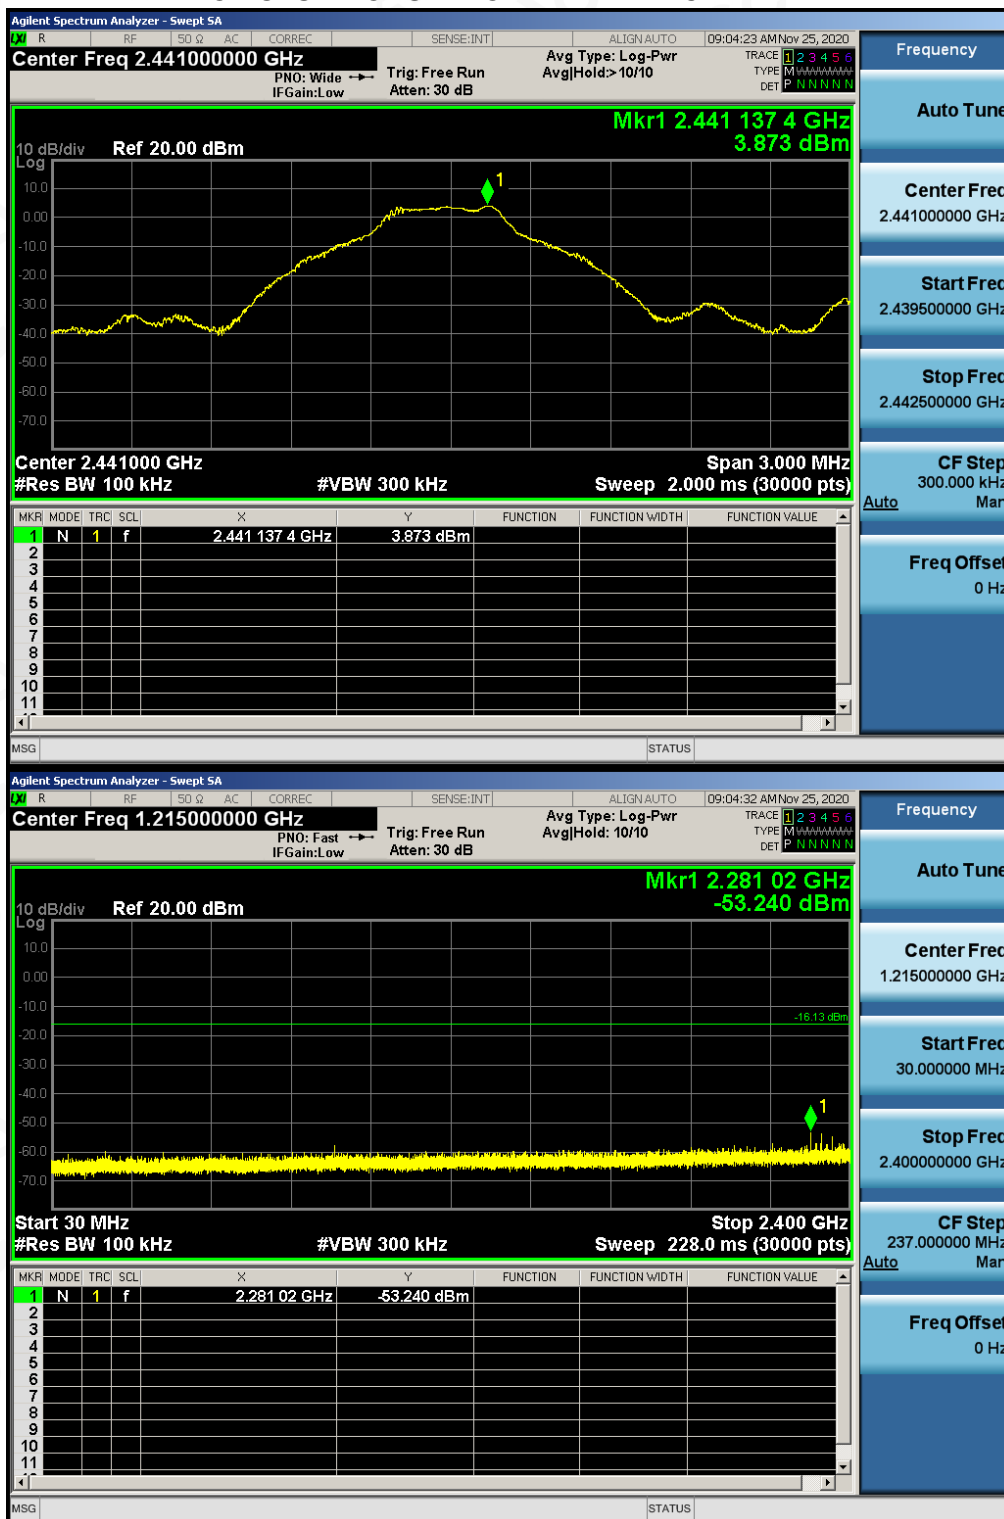 Agilent Spectrum Analyzer - Swept SA
LXI R RF 50 Ω AC CORREC SENSE:INT ALIGN AUTO 09:04:23 AM Nov 25, 2020
Center Freq 2.441000000 GHz
PNO: Wide
IFGain:Low
Trig: Free Run
Atten: 30 dB
Avg Type: Log-Pwr
Avg|Hold:>10/10
TRACE 1 2 3 4 5 6
TYPE M WWWWW
DET P N N N N N
Mkr1 2.441 137 4 GHz
3.873 dBm
10 dB/div Ref 20.00 dBm
Log
10.0
0.00
-10.0
-20.0
-30.0
-40.0
-50.0
-60.0
-70.0
1
Center 2.441000 GHz Span 3.000 MHz
#Res BW 100 kHz #VBW 300 kHz Sweep 2.000 ms (30000 pts)
MKR MODE TRC SCL X Y FUNCTION FUNCTION WIDTH FUNCTION VALUE
1 N 1 f 2.441 137 4 GHz 3.873 dBm
2
3
4
5
6
7
8
9
10
11
MSG STATUS
Frequency
Auto Tune
Center Freq
2.441000000 GHz
Start Freq
2.439500000 GHz
Stop Freq
2.442500000 GHz
CF Step
300.000 kHz
Auto Man
Freq Offset
0 Hz
Agilent Spectrum Analyzer - Swept SA
LXI R RF 50 Ω AC CORREC SENSE:INT ALIGN AUTO 09:04:32 AM Nov 25, 2020
Center Freq 1.215000000 GHz
PNO: Fast
IFGain:Low
Trig: Free Run
Atten: 30 dB
Avg Type: Log-Pwr
Avg|Hold: 10/10
TRACE 1 2 3 4 5 6
TYPE M WWWWW
DET P N N N N N
Mkr1 2.281 02 GHz
-53.240 dBm
10 dB/div Ref 20.00 dBm
Log
10.0
0.00
-10.0
-20.0
-30.0
-40.0
-50.0
-60.0
-70.0
-16.13 dBm
1
Start 30 MHz Stop 2.400 GHz
#Res BW 100 kHz #VBW 300 kHz Sweep 228.0 ms (30000 pts)
MKR MODE TRC SCL X Y FUNCTION FUNCTION WIDTH FUNCTION VALUE
1 N 1 f 2.281 02 GHz -53.240 dBm
2
3
4
5
6
7
8
9
10
11
MSG STATUS
Frequency
Auto Tune
Center Freq
1.215000000 GHz
Start Freq
30.000000 MHz
Stop Freq
2.400000000 GHz
CF Step
237.000000 MHz
Auto Man
Freq Offset
0 Hz